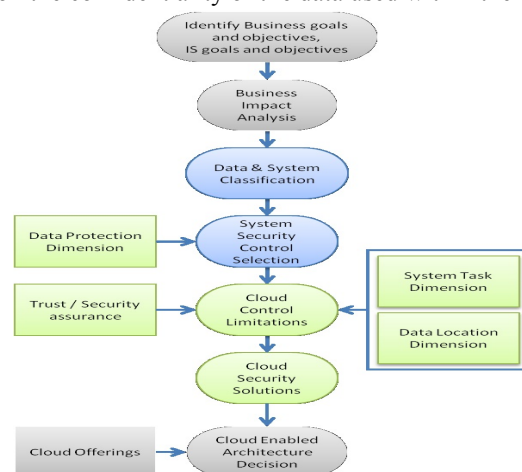 Identify Business goals
and objectives,
IS goals and objectives
Business
Impact
Analysis
Data & System
Classification
Data Protection
Dimension
System
Security
Control
Selection
System Task
Dimension
Trust / Security
assurance
Cloud
Control
Limitations
Data Location
Dimension
Cloud
Security
Solutions
Cloud Offerings
Cloud Enabled
Architecture
Decision